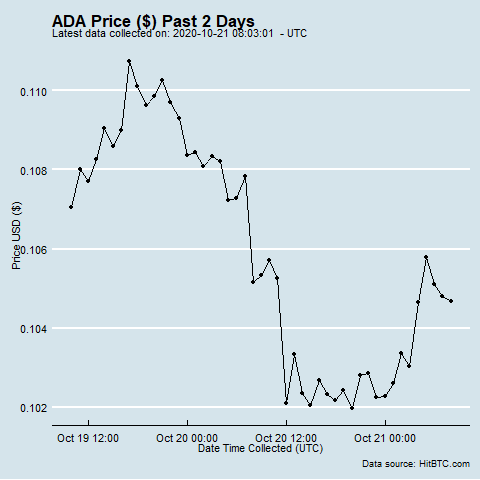 ADA Price ($) Past 2 Days
Latest data collected on: 2020-10-21 08:03:01 - UTC
Price USD ($)
0.110
0.108
0.106
0.104
0.102
Oct 19 12:00
Oct 20 00:00
Oct 20 12:00
Oct 21 00:00
Date Time Collected (UTC)
Data source: HitBTC.com